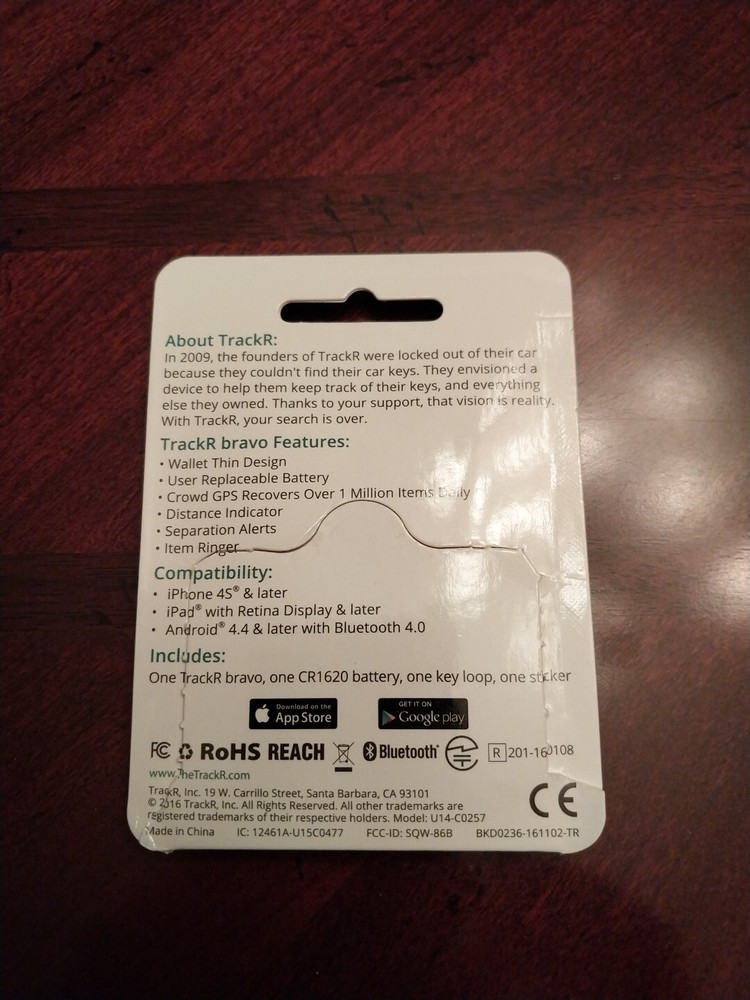 About TrackR:
In 2009, the founders of TrackR were locked out of their car
because they couldn't find their car keys. They envisioned a
device to help them keep track of their keys, and everything
else they owned. Thanks to your support, that vision is reality.
With TrackR, your search is over.
TrackR bravo Features:
• Wallet Thin Design
• User Replaceable Battery
• Crowd GPS Recovers Over 1 Million Items Daily
• Distance Indicator
• Separation Alerts
• Item Ringer
Compatibility:
• iPhone 4S® & later
• iPad® with Retina Display & later
• Android® 4.4 & later with Bluetooth 4.0
Includes:
One TrackR bravo, one CR1620 battery, one key loop, one sticker
Download on the
App Store
GET IT ON
Google play
FC RoHS REACH Bluetooth® R 201-160108
www.TheTrackR.com
TrackR, Inc. 19 W. Carrillo Street, Santa Barbara, CA 93101
© 2016 TrackR, Inc. All Rights Reserved. All other trademarks are
registered trademarks of their respective holders. Model: U14-C0257
CE
Made in China IC: 12461A-U15C0477 FCC-ID: SQW-86B BKD0236-161102-TR